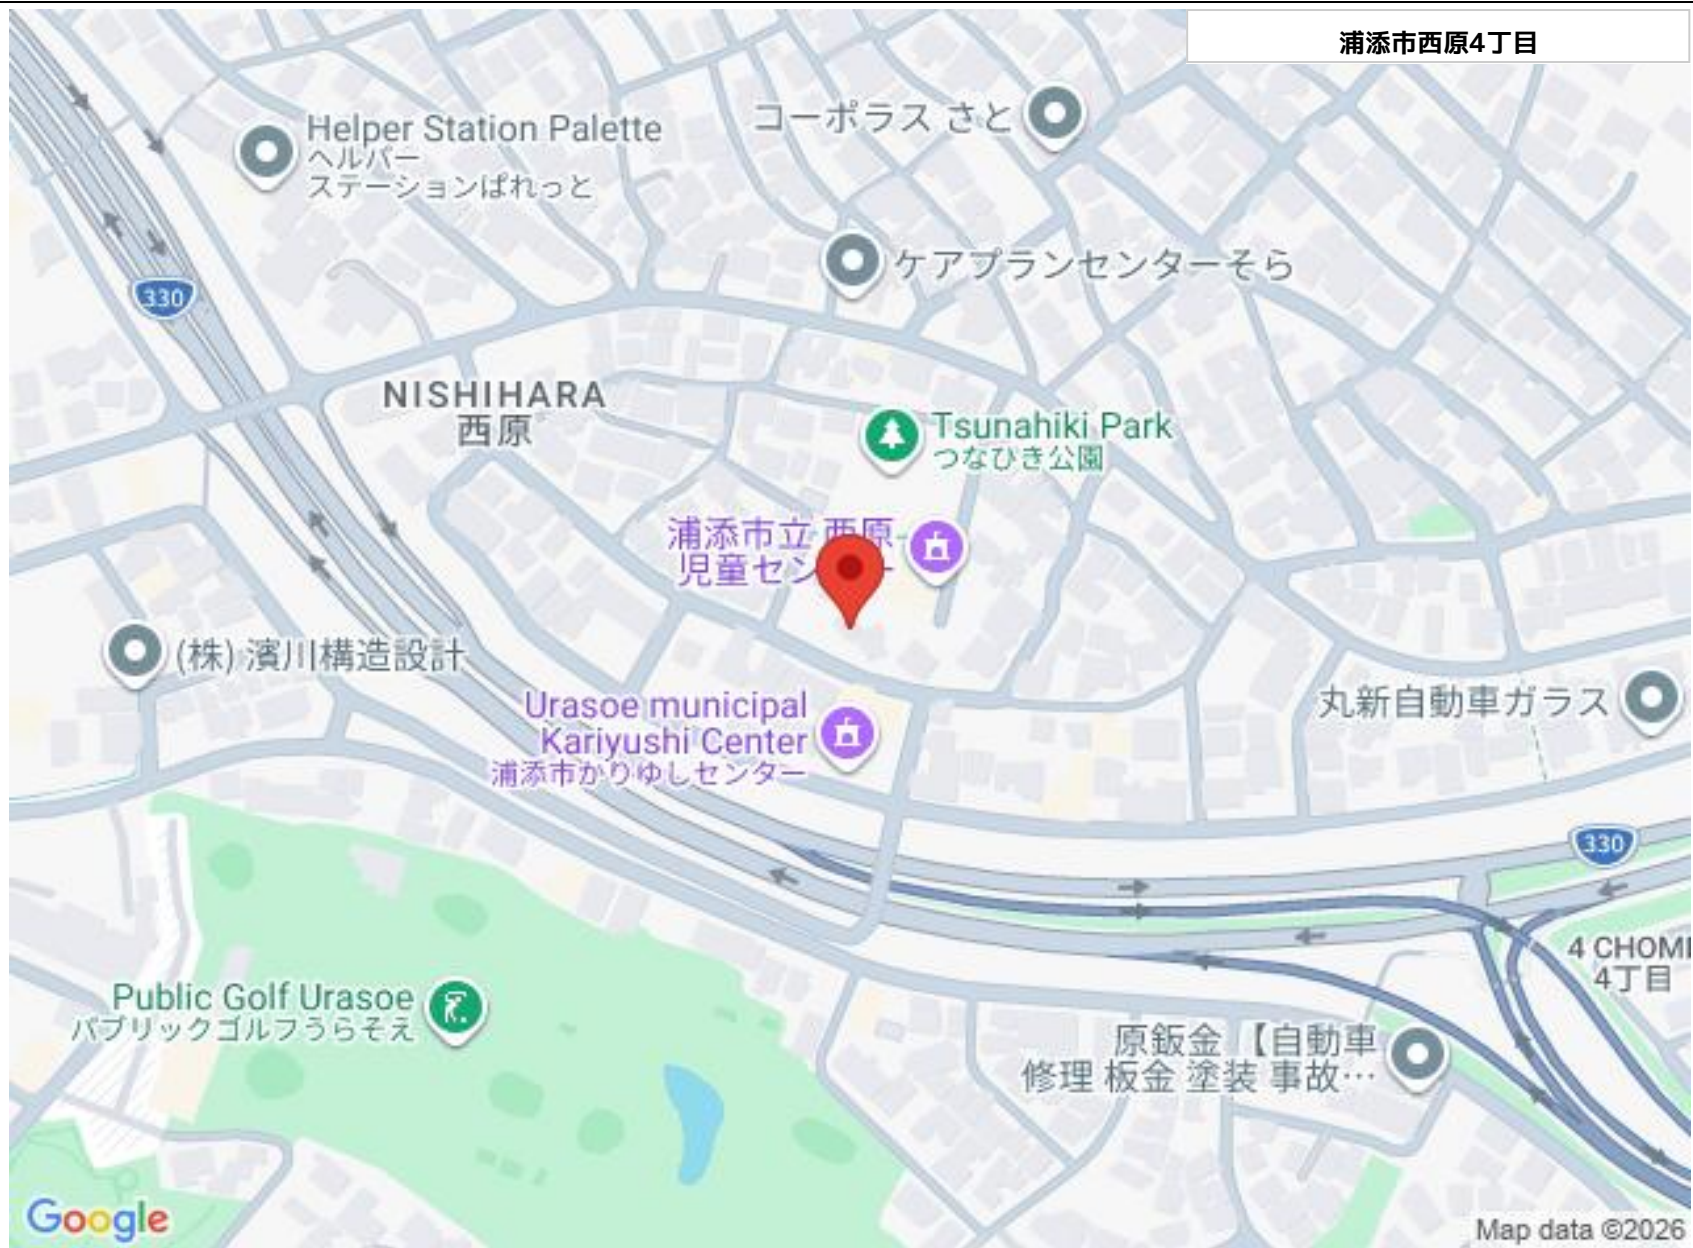 浦添市西原4丁目
コーポラス さと
Helper Station Palette
ヘルパー
ステーションぱれっと
ケアプランセンターそら
330
NISHIHARA
西原
Tsunahiki Park
つなひき公園
浦添市立 西原
児童セン
(株) 濱川構造設計
Urasoe municipal
Kariyushi Center
浦添市かりゆしセンター
丸新自動車ガラス
330
4 CHOM
4丁目
Public Golf Urasoe
パブリックゴルフうらそえ
原鈑金 【自動車
修理 板金 塗装 事故…
Google
Map data ©2026